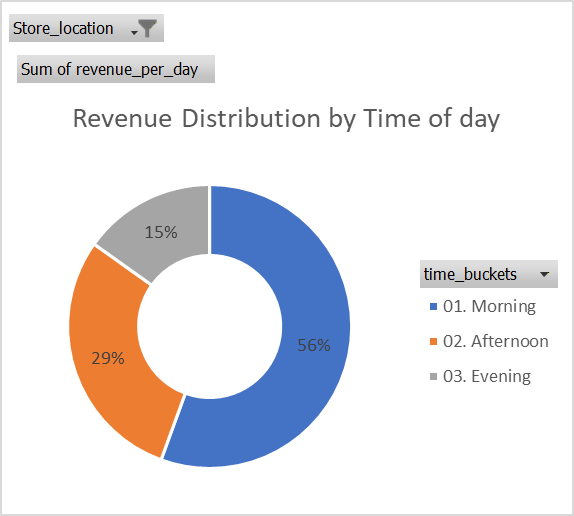 Store_location
Sum of revenue_per_day
Revenue Distribution by Time of day
15%
56%
29%
time_buckets
01. Morning
02. Afternoon
03. Evening